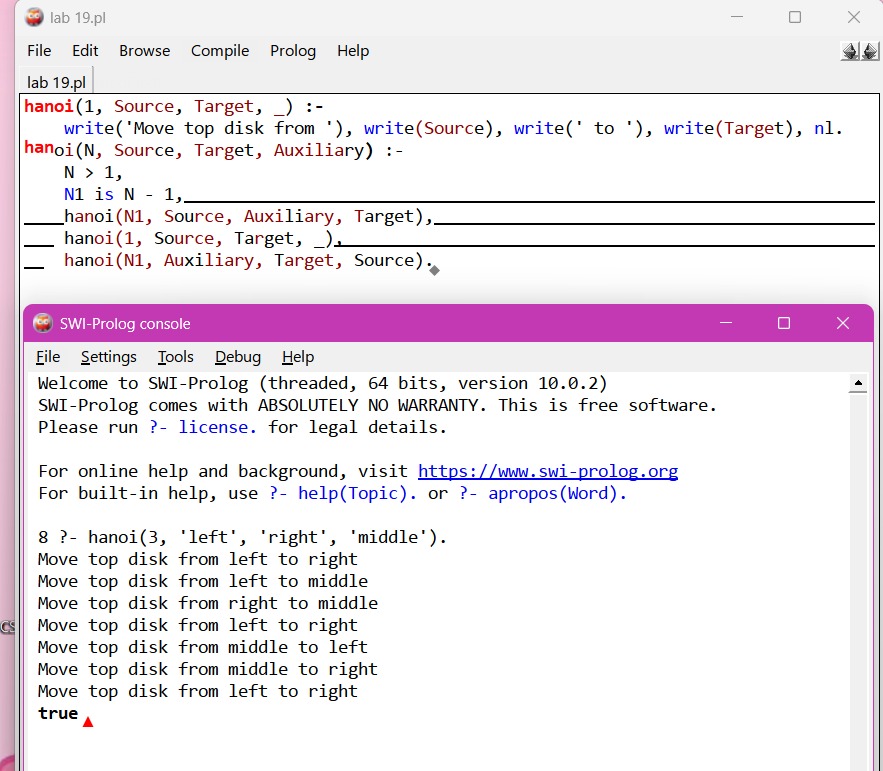 lab 19.pl
File Edit Browse Compile Prolog Help
lab 19.pl
hanoi(1, Source, Target, _) :-
    write('Move top disk from '), write(Source), write(' to '), write(Target), nl.
hanoi(N, Source, Target, Auxiliary) :-
    N > 1,
    N1 is N - 1,
    hanoi(N1, Source, Auxiliary, Target),
    hanoi(1, Source, Target, _),
    hanoi(N1, Auxiliary, Target, Source).
SWI-Prolog console
File Settings Tools Debug Help
Welcome to SWI-Prolog (threaded, 64 bits, version 10.0.2)
SWI-Prolog comes with ABSOLUTELY NO WARRANTY. This is free software.
Please run ?- license. for legal details.
For online help and background, visit https://www.swi-prolog.org
For built-in help, use ?- help(Topic). or ?- apropos(Word).
8 ?- hanoi(3, 'left', 'right', 'middle').
Move top disk from left to right
Move top disk from left to middle
Move top disk from right to middle
Move top disk from left to right
Move top disk from middle to left
Move top disk from middle to right
Move top disk from left to right
true
CS